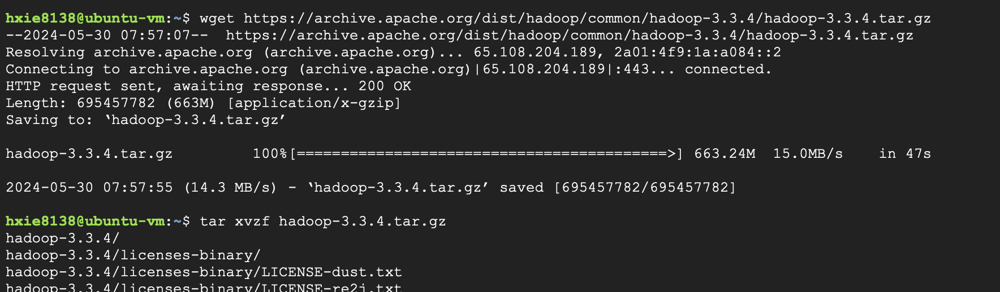 hxie8138@ubuntu-vm:~$ wget https://archive.apache.org/dist/hadoop/common/hadoop-3.3.4/hadoop-3.3.4.tar.gz
--2024-05-30 07:57:07--  https://archive.apache.org/dist/hadoop/common/hadoop-3.3.4/hadoop-3.3.4.tar.gz
Resolving archive.apache.org (archive.apache.org)... 65.108.204.189, 2a01:4f9:1a:a084::2
Connecting to archive.apache.org (archive.apache.org)|65.108.204.189|:443... connected.
HTTP request sent, awaiting response... 200 OK
Length: 695457782 (663M) [application/x-gzip]
Saving to: ‘hadoop-3.3.4.tar.gz’
hadoop-3.3.4.tar.gz         100%[==========================================>] 663.24M  15.0MB/s    in 47s
2024-05-30 07:57:55 (14.3 MB/s) - ‘hadoop-3.3.4.tar.gz’ saved [695457782/695457782]
hxie8138@ubuntu-vm:~$ tar xvzf hadoop-3.3.4.tar.gz
hadoop-3.3.4/
hadoop-3.3.4/licenses-binary/
hadoop-3.3.4/licenses-binary/LICENSE-dust.txt
hadoop-3.3.4/licenses-binary/LICENSE-re2j.txt